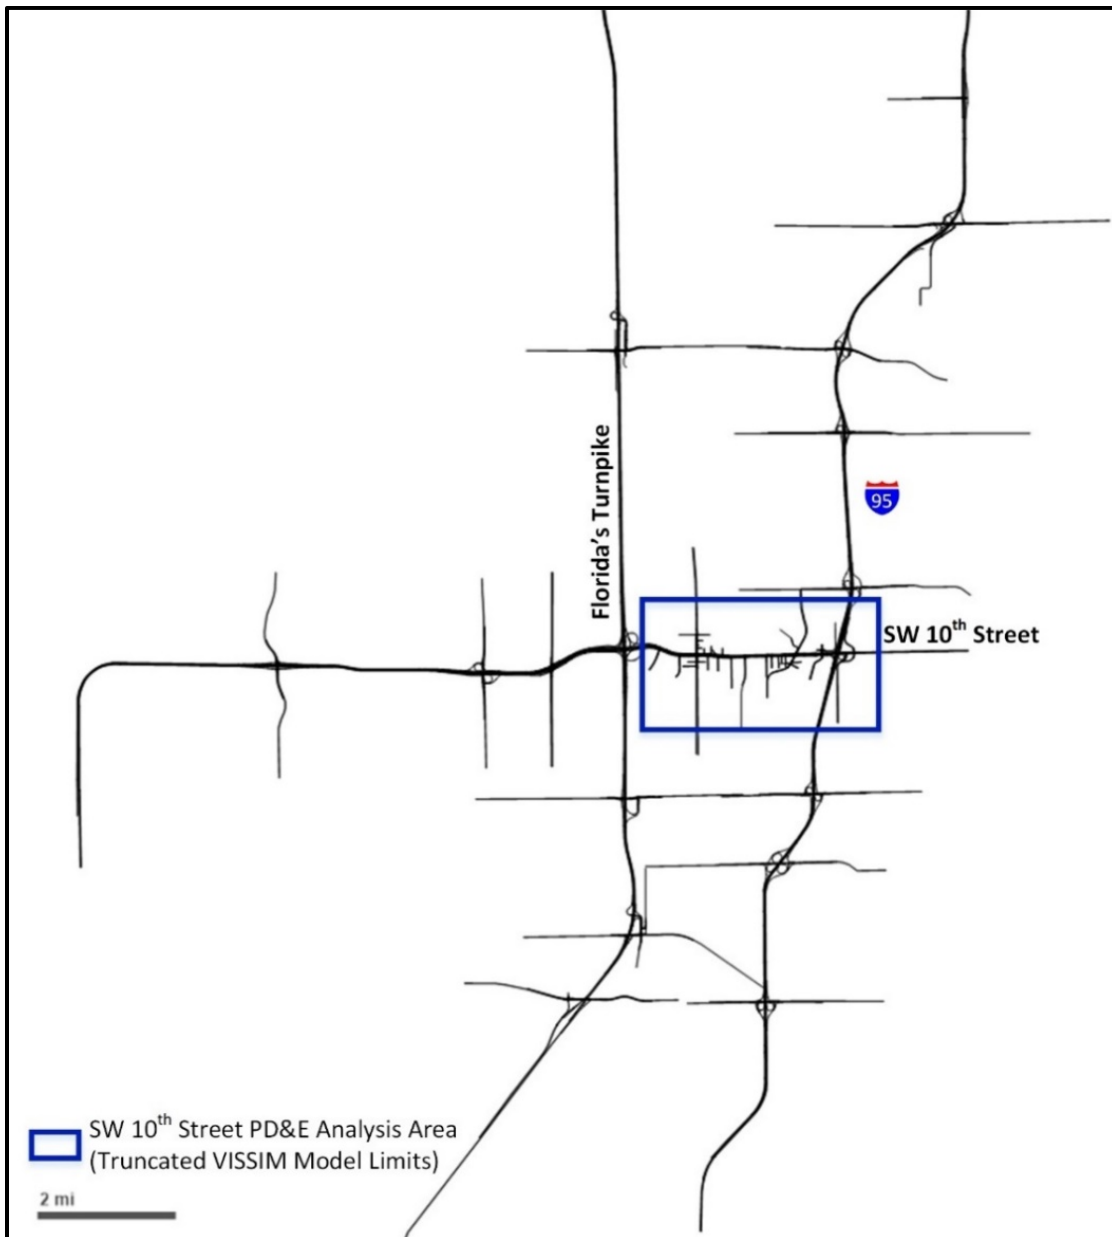 Florida's Turnpike
95
SW 10th Street
SW 10th Street PD&E Analysis Area
(Truncated VISSIM Model Limits)
2 mi